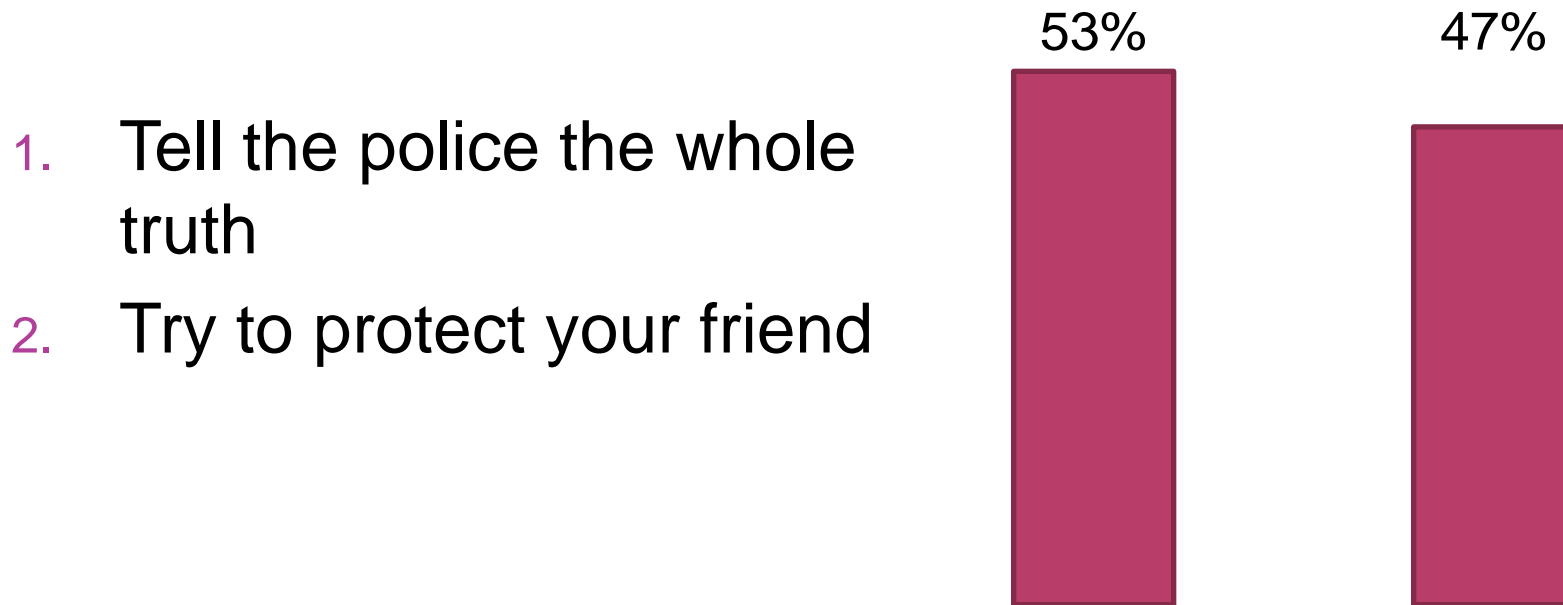 53% 47%
1. Tell the police the whole
truth
2. Try to protect your friend